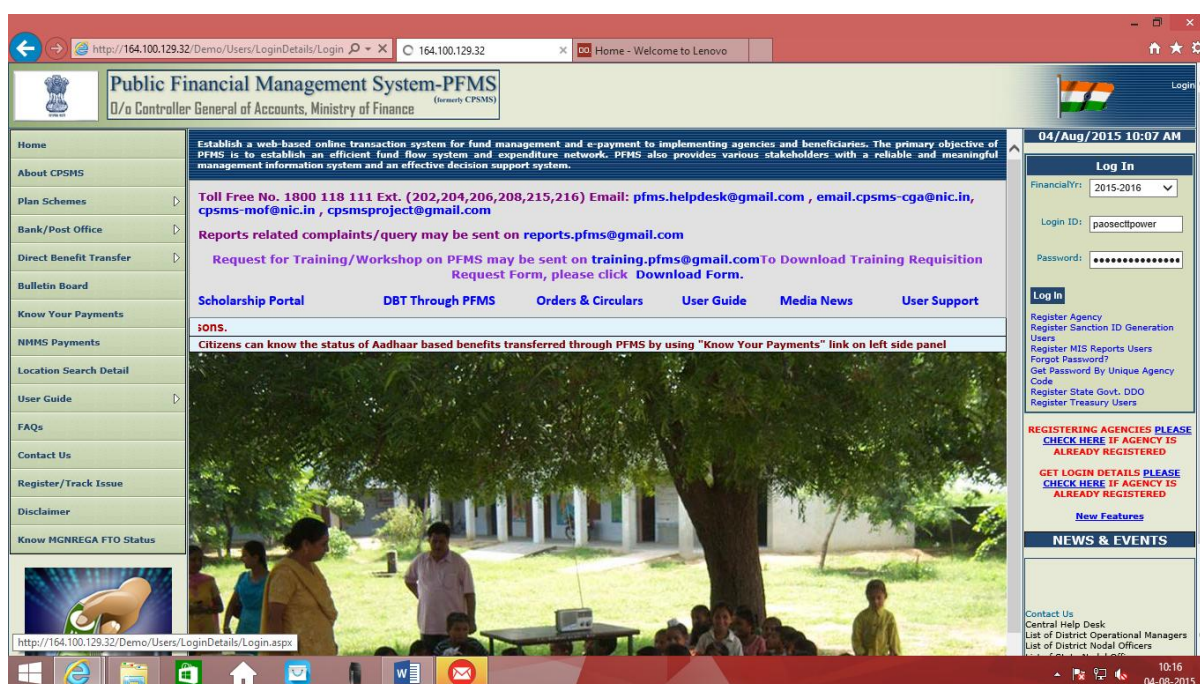 http://164.100.129.32/Demo/Users/LoginDetails/Login
164.100.129.32
Home - Welcome to Lenovo
Public Financial Management System-PFMS
(formerly CPSMS)
O/o Controller General of Accounts, Ministry of Finance
Login
Home
About CPSMS
Plan Schemes
Bank/Post Office
Direct Benefit Transfer
Bulletin Board
Know Your Payments
NMMS Payments
Location Search Detail
User Guide
FAQs
Contact Us
Register/Track Issue
Disclaimer
Know MGNREGA FTO Status
Establish a web-based online transaction system for fund management and e-payment to implementing agencies and beneficiaries. The primary objective of
PFMS is to establish an efficient fund flow system and expenditure network. PFMS also provides various stakeholders with a reliable and meaningful
management information system and an effective decision support system.
Toll Free No. 1800 118 111 Ext. (202,204,206,208,215,216) Email: pfms.helpdesk@gmail.com , email.cpsms-cga@nic.in,
cpsms-mof@nic.in , cpsmsproject@gmail.com
Reports related complaints/query may be sent on reports.pfms@gmail.com
Request for Training/Workshop on PFMS may be sent on training.pfms@gmail.comTo Download Training Requisition
Request Form, please click Download Form.
Scholarship Portal DBT Through PFMS Orders & Circulars User Guide Media News User Support
sons.
Citizens can know the status of Aadhaar based benefits transferred through PFMS by using "Know Your Payments" link on left side panel
04/Aug/2015 10:07 AM
Log In
FinancialYr: 2015-2016
Login ID: paosecttpower
Password:
Log In
Register Agency
Register Sanction ID Generation
Users
Register MIS Reports Users
Forgot Password?
Get Password By Unique Agency
Code
Register State Govt. DDO
Register Treasury Users
REGISTERING AGENCIES PLEASE
CHECK HERE IF AGENCY IS
ALREADY REGISTERED
GET LOGIN DETAILS PLEASE
CHECK HERE IF AGENCY IS
ALREADY REGISTERED
New Features
NEWS & EVENTS
Contact Us
Central Help Desk
List of District Operational Managers
List of District Nodal Officers
http://164.100.129.32/Demo/Users/LoginDetails/Login.aspx
10:16
04-08-2015